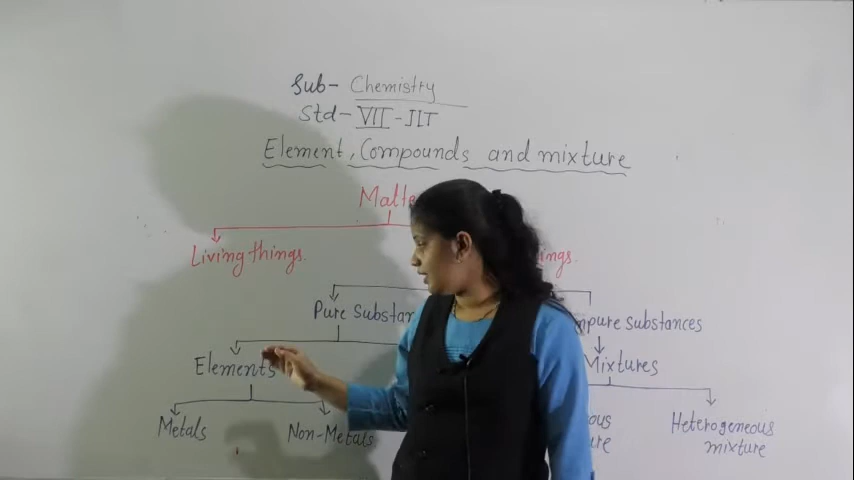 Sub- Chemistry
Std- VII - IIT
Element, Compounds and mixture
Living things.
Pure
substances
Elements
Mixtures
Metals
Non-Metals
Heterogeneous
mixture